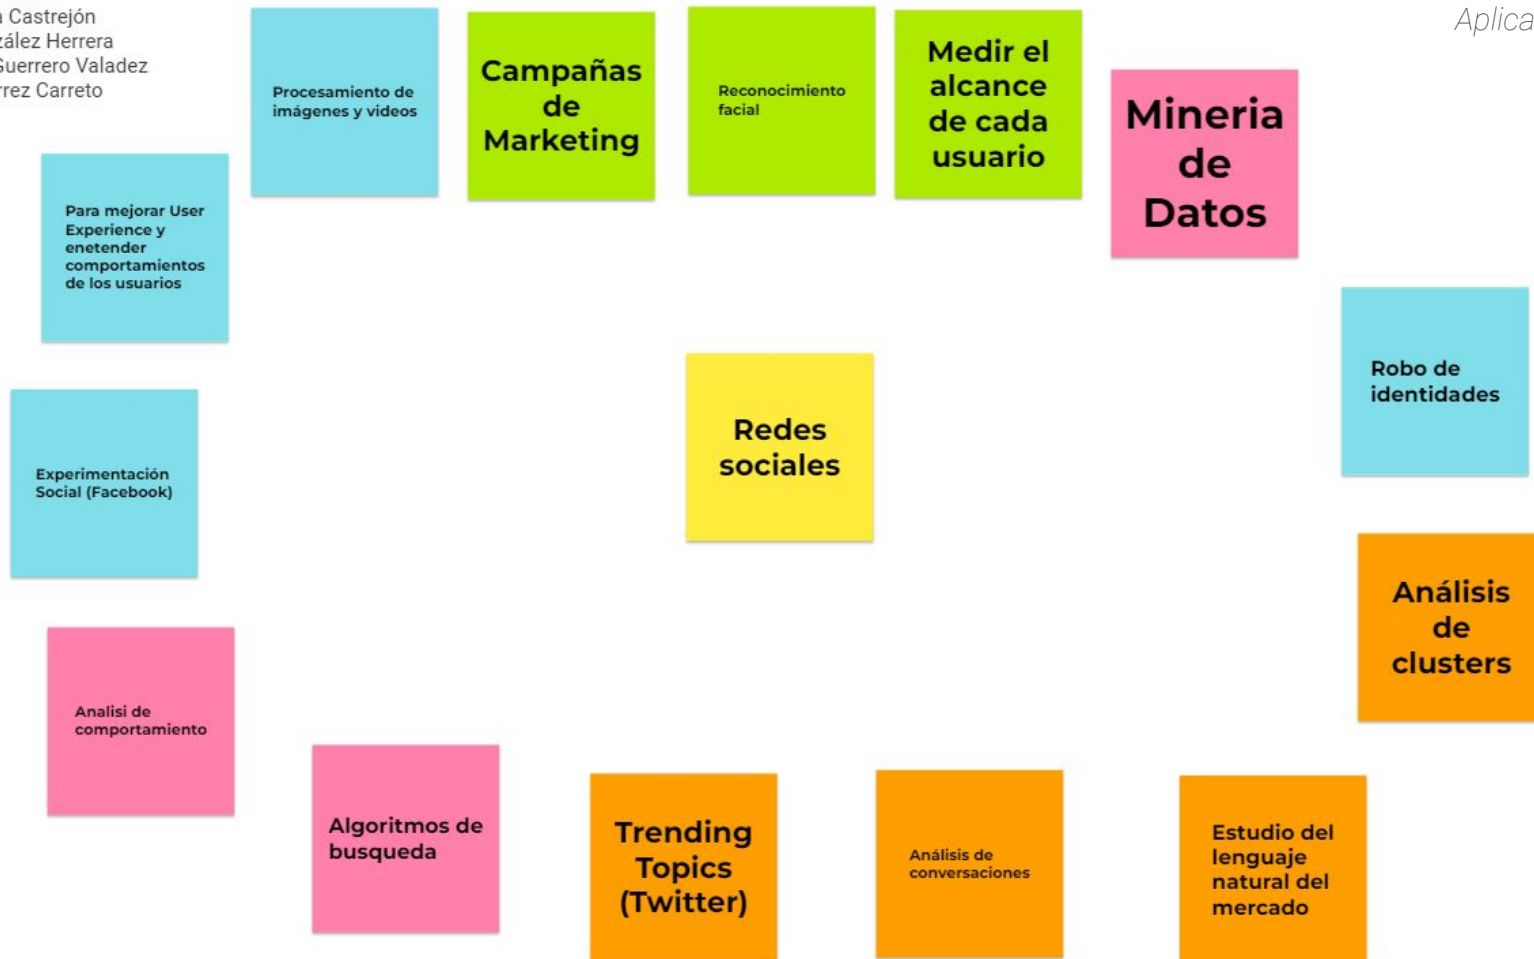 Castrejón
Herrera
Guerrero Valadez
Carreto
Aplica
Procesamiento de
imágenes y videos
Campañas
de
Marketing
Reconocimiento
facial
Medir el
alcance
de cada
usuario
Mineria
de
Datos
Para mejorar User
Experience y
enetender
comportamientos
de los usuarios
Redes
sociales
Robo de
identidades
Experimentación
Social (Facebook)
Análisis
de
clusters
Analisi de
comportamiento
Algoritmos de
busqueda
Trending
Topics
(Twitter)
Análisis de
conversaciones
Estudio del
lenguaje
natural del
mercado